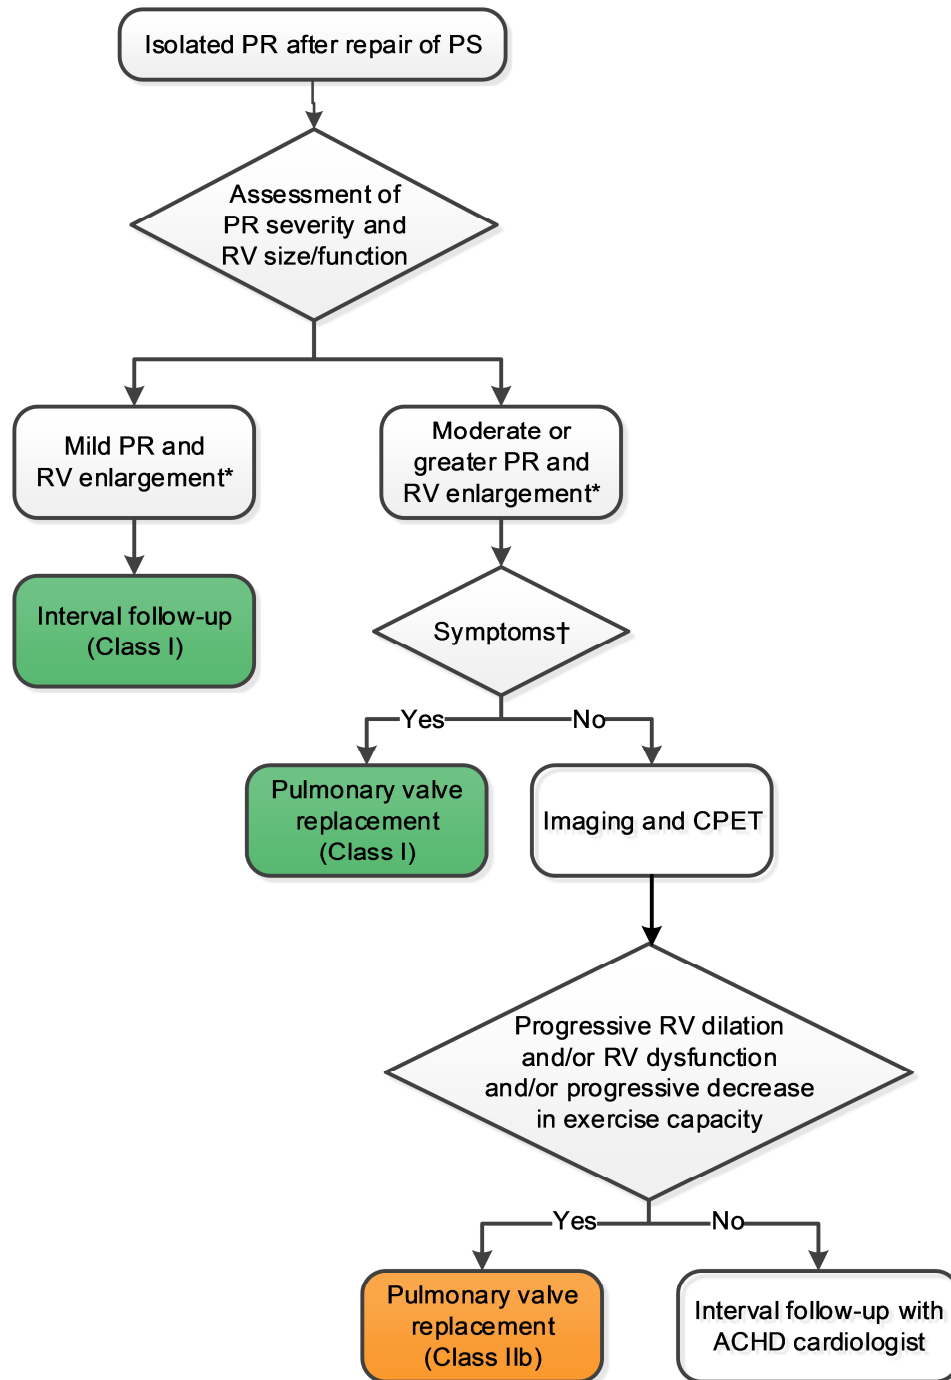 Isolated PR after repair of PS
Assessment of
PR severity and
RV size/function
Mild PR and
RV enlargement*
Moderate or
greater PR and
RV enlargement*
Interval follow-up
(Class I)
Symptoms†
Yes
No
Pulmonary valve
replacement
(Class I)
Imaging and CPET
Progressive RV dilation
and/or RV dysfunction
and/or progressive decrease
in exercise capacity
Yes
No
Pulmonary valve
replacement
(Class IIb)
Interval follow-up with
ACHD cardiologist